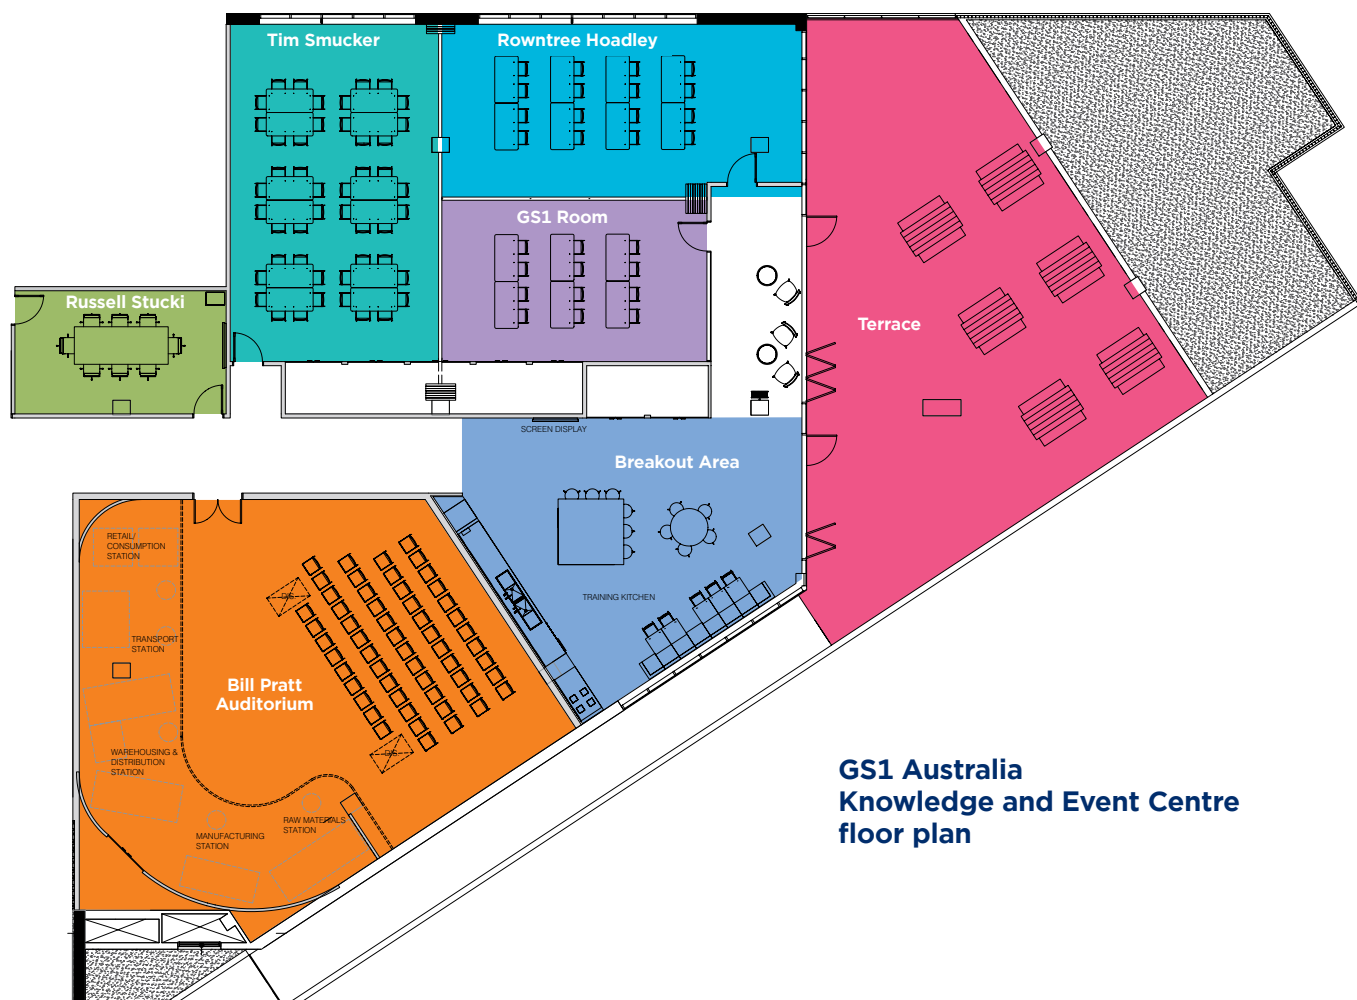 Tim Smucker
Rowntree Hoadley
GS1 Room
Russell Stucki
Terrace
SCREEN DISPLAY
Breakout Area
RETAIL/
CONSUMPTION
STATION
TRAINING KITCHEN
D/S
TRANSPORT
STATION
Bill Pratt
Auditorium
WAREHOUSING &
DISTRIBUTION
STATION
D/S
RAW MATERIALS
STATION
MANUFACTURING
STATION
GS1 Australia
Knowledge and Event Centre
floor plan